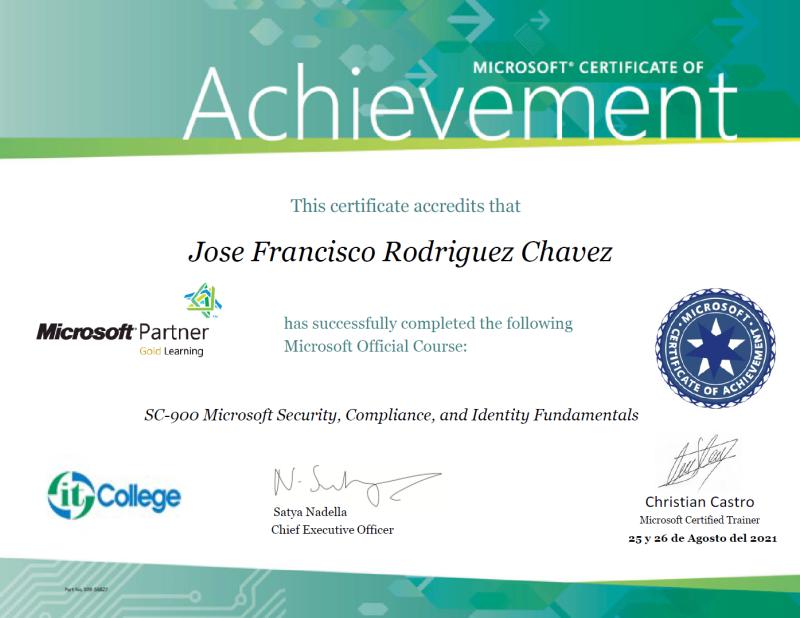 MICROSOFT® CERTIFICATE OF
Achievement
This certificate accredits that
Jose Francisco Rodriguez Chavez
Microsoft Partner
Gold Learning
has successfully completed the following
Microsoft Official Course:
MICROSOFT
CERTIFICATE OF ACHIEVEMENT
SC-900 Microsoft Security, Compliance, and Identity Fundamentals
it College
Satya Nadella
Chief Executive Officer
Christian Castro
Microsoft Certified Trainer
25 y 26 de Agosto del 2021
Part No.